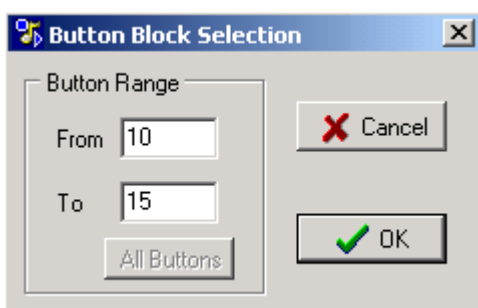 Button Block Selection
Button Range
From 10
To 15
All Buttons
Cancel
OK